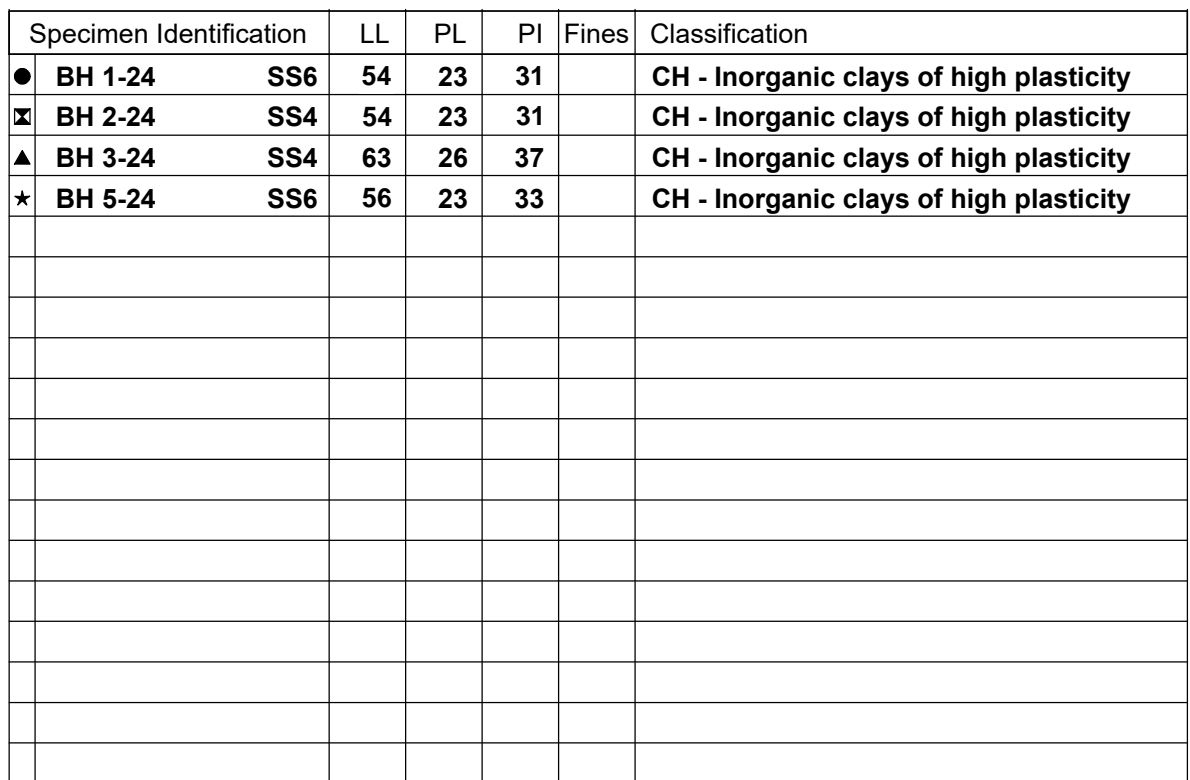 Specimen Identification LL PL PI Fines Classification
BH 1-24 SS6 54 23 31 CH - Inorganic clays of high plasticity
BH 2-24 SS4 54 23 31 CH - Inorganic clays of high plasticity
BH 3-24 SS4 63 26 37 CH - Inorganic clays of high plasticity
BH 5-24 SS6 56 23 33 CH - Inorganic clays of high plasticity